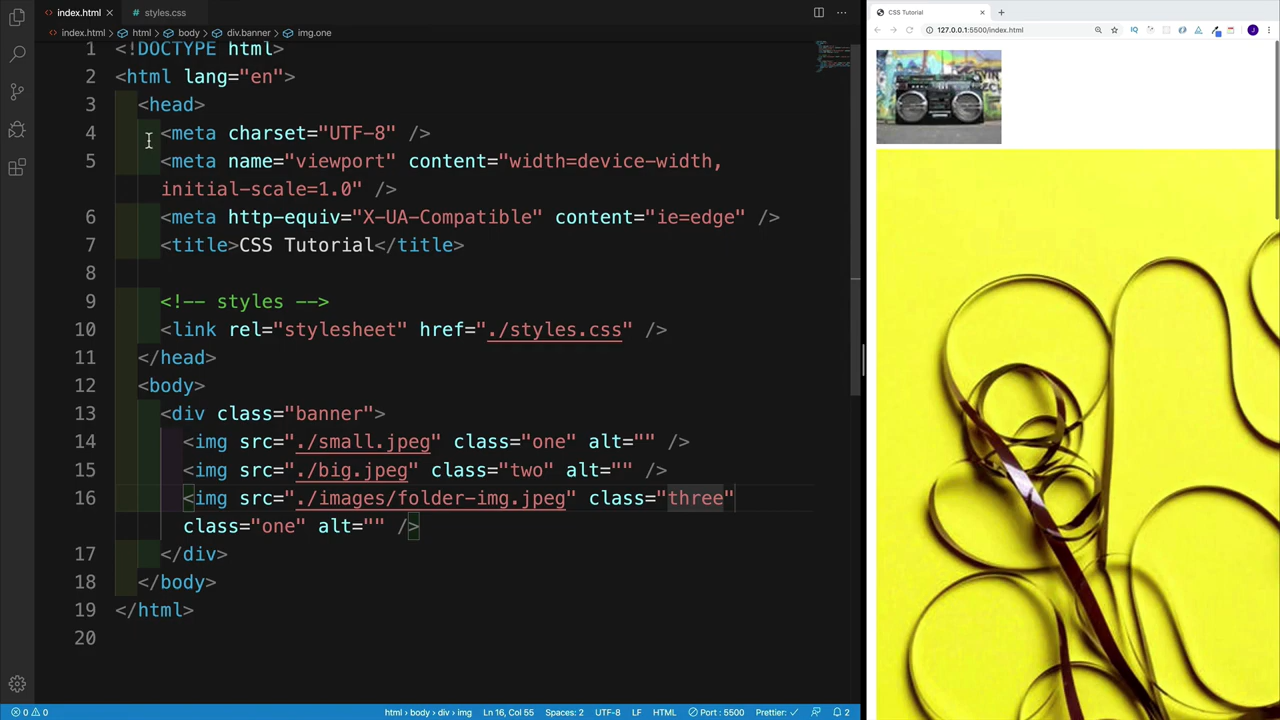 index.html
styles.css
index.html > html > body > div.banner > img.one
1 <!DOCTYPE html>
2 <html lang="en">
3 <head>
4 <meta charset="UTF-8" />
5 <meta name="viewport" content="width=device-width,
initial-scale=1.0" />
6 <meta http-equiv="X-UA-Compatible" content="ie=edge" />
7 <title>CSS Tutorial</title>
8
9 <!-- styles -->
10 <link rel="stylesheet" href="./styles.css" />
11 </head>
12 <body>
13 <div class="banner">
14 <img src="./small.jpeg" class="one" alt="" />
15 <img src="./big.jpeg" class="two" alt="" />
16 <img src="./images/folder-img.jpeg" class="three"
class="one" alt="" />
17 </div>
18 </body>
19 </html>
20
0 0 html > body > div > img Ln 16, Col 55 Spaces: 2 UTF-8 LF HTML Port : 5500 Prettier: 2
CSS Tutorial
127.0.0.1:5500/index.html
IQ
J